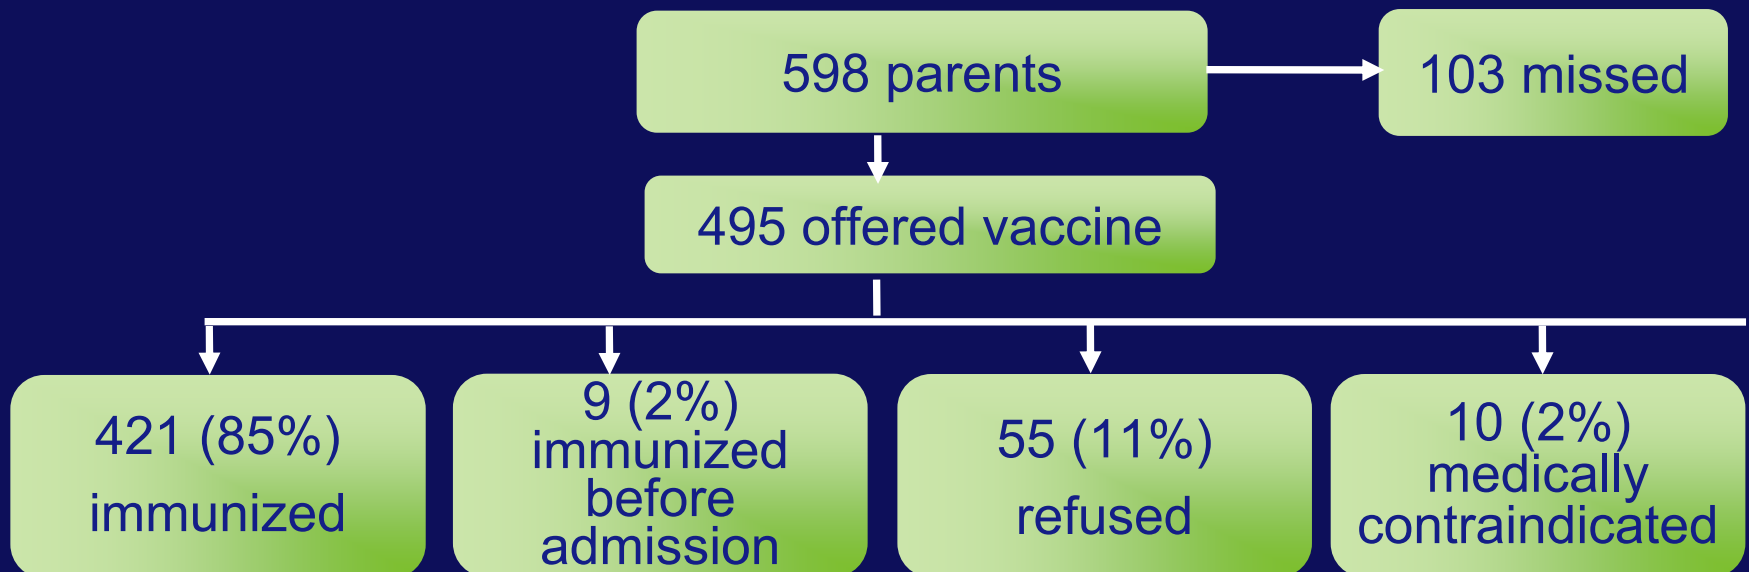 598 parents
103 missed
495 offered vaccine
421 (85%)
immunized
9 (2%)
immunized
before
admission
55 (11%)
refused
10 (2%)
medically
contraindicated